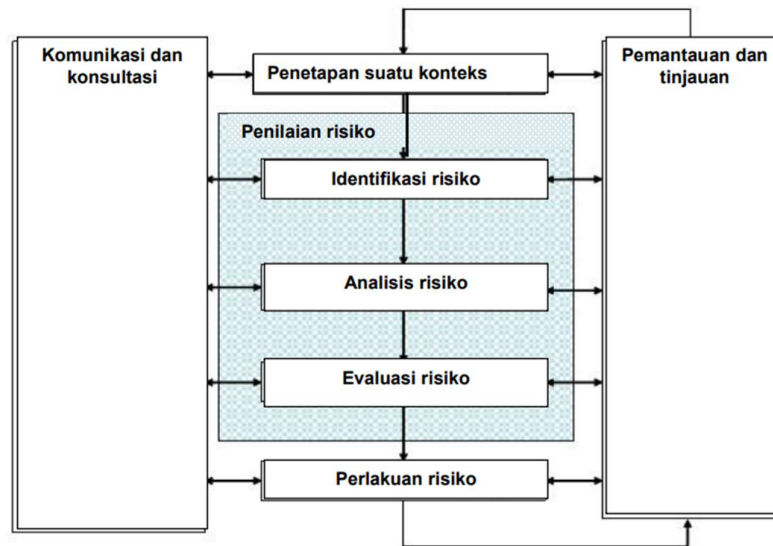 Komunikasi dan
konsultasi
Penetapan suatu konteks
Pemantauan dan
tinjauan
Penilaian risiko
Identifikasi risiko
Analisis risiko
Evaluasi risiko
Perlakuan risiko